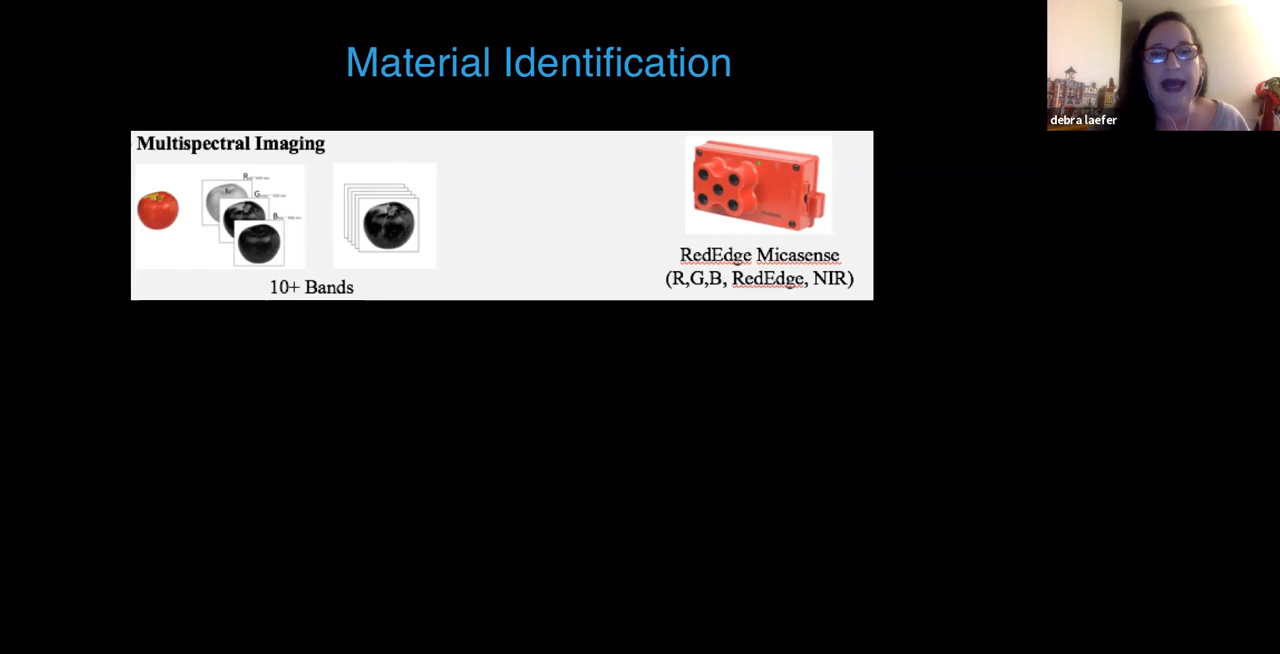 Material Identification
debra laefer
Multispectral Imaging
R
G
B
10+ Bands
RedEdge Micasense
(R,G,B, RedEdge, NIR)